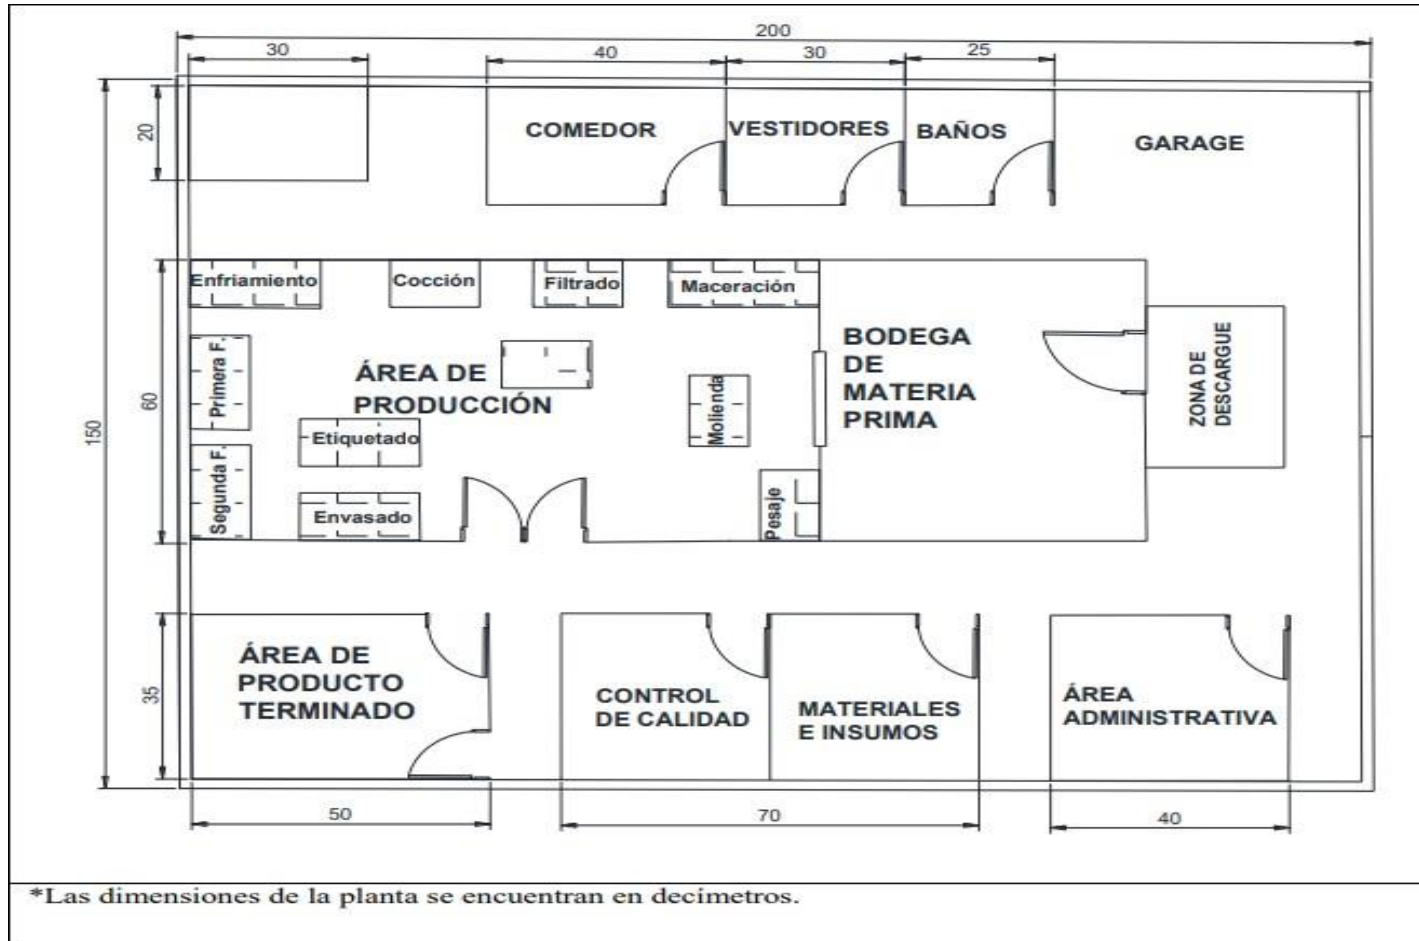 200
30
40
30
25
20
COMEDOR
VESTIDORES
BAÑOS
GARAGE
150
60
Enfriamiento
Cocción
Filtrado
Maceración
Primera F.
ÁREA DE
PRODUCCIÓN
Molienda
BODEGA
DE
MATERIA
PRIMA
ZONA DE
DESCARGUE
Etiquetado
Segunda F.
Envasado
Pesaje
35
ÁREA DE
PRODUCTO
TERMINADO
CONTROL
DE CALIDAD
MATERIALES
E INSUMOS
ÁREA
ADMINISTRATIVA
50
70
40
*Las dimensiones de la planta se encuentran en decímetros.